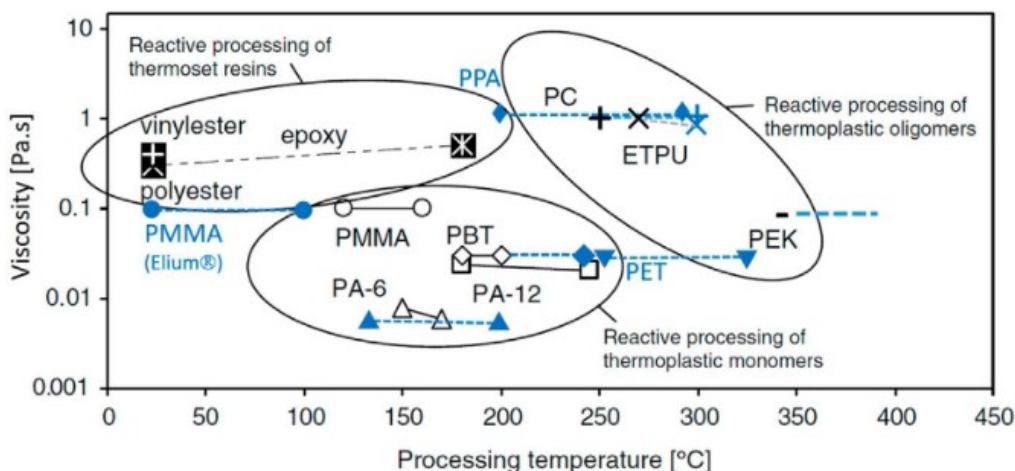 10
1
0.1
0.01
0.001
Viscosity [Pa.s]
Reactive processing of
thermoset resins
vinylester
epoxy
polyester
PMMA
(Elium®)
PPA
PC
ETPU
Reactive processing of
thermoplastic oligomers
PMMA
PBT
PEK
PET
PA-6
PA-12
Reactive processing of
thermoplastic monomers
0
50
100
150
200
250
300
350
400
450
Processing temperature [°C]